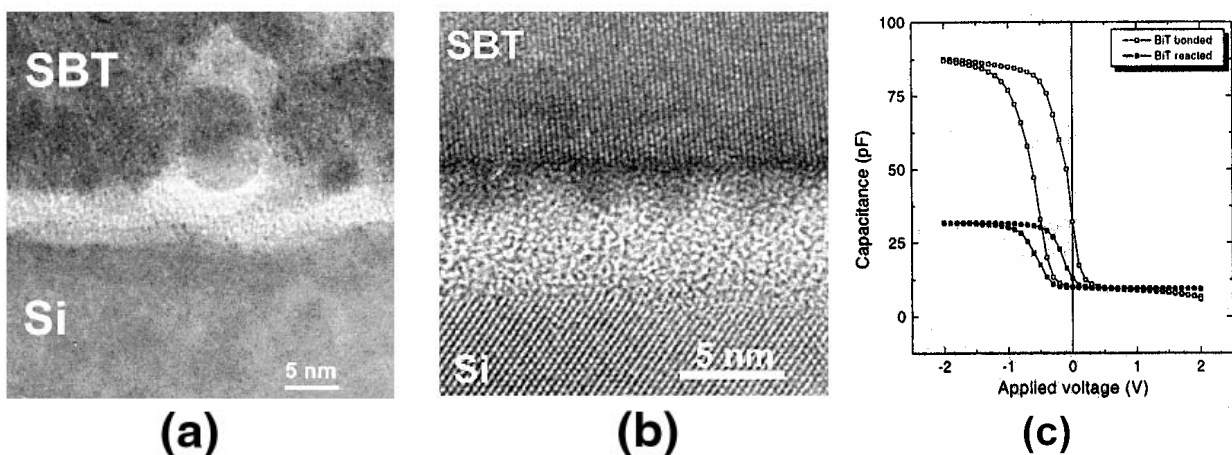 SBT
Si
5 nm
(a)
SBT
Si
5 nm
(b)
BiT bonded
BiT reacted
100
75
50
25
0
Capacitance (pF)
-2 -1 0 1 2
Applied voltage (V)
(c)